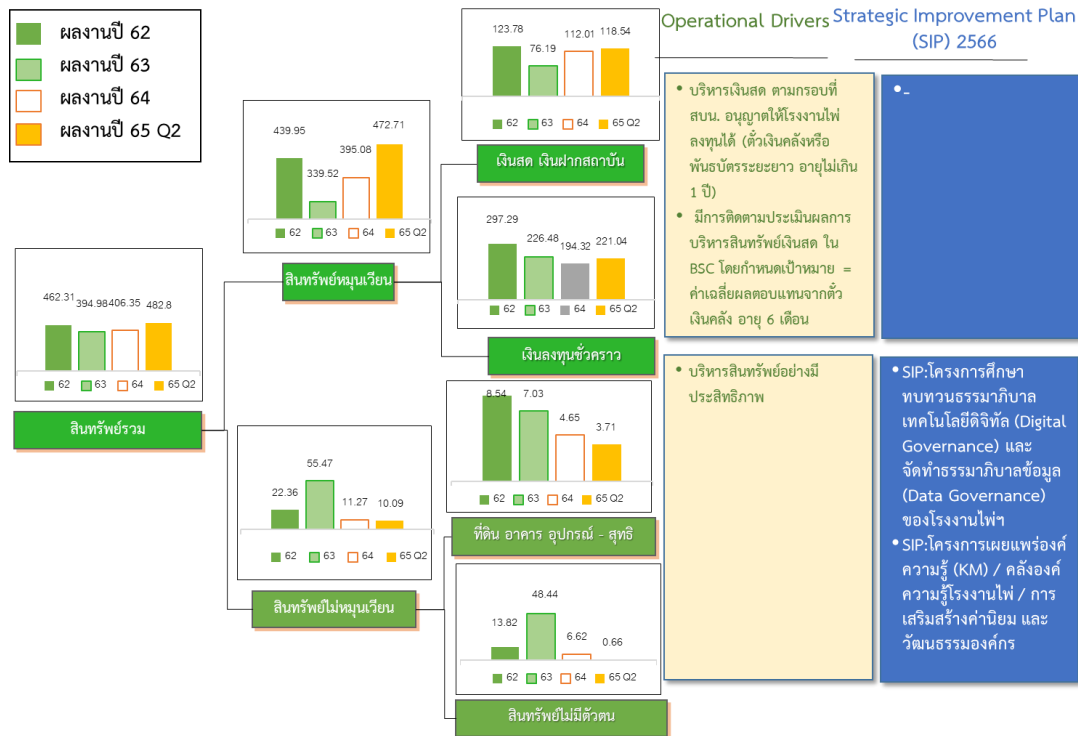 ผลงานปี 62
ผลงานปี 63
ผลงานปี 64
ผลงานปี 65 Q2
462.31 394.98 406.35 482.8
62 63 64 65 Q2
สินทรัพย์รวม
439.95 339.52 395.08 472.71
62 63 64 65 Q2
สินทรัพย์หมุนเวียน
22.36 55.47 11.27 10.09
62 63 64 65 Q2
สินทรัพย์ไม่หมุนเวียน
123.78 76.19 112.01 118.54
62 63 64 65 Q2
เงินสด เงินฝากสถาบัน
297.29 226.48 194.32 221.04
62 63 64 65 Q2
เงินลงทุนชั่วคราว
8.54 7.03 4.65 3.71
62 63 64 65 Q2
ที่ดิน อาคาร อุปกรณ์ - สุทธิ
13.82 48.44 6.62 0.66
62 63 64 65 Q2
สินทรัพย์ไม่มีตัวตน
Operational Drivers
• บริหารเงินสด ตามกรอบที่
สบน. อนุญาตให้โรงงานไพ่
ลงทุนได้ (ตั๋วเงินคลังหรือ
พันธบัตรระยะยาว อายุไม่เกิน
1 ปี)
• มีการติดตามประเมินผลการ
บริหารสินทรัพย์เงินสด ใน
BSC โดยกำหนดเป้าหมาย =
ค่าเฉลี่ยผลตอบแทนจากตั๋ว
เงินคลัง อายุ 6 เดือน
• บริหารสินทรัพย์อย่างมี
ประสิทธิภาพ
Strategic Improvement Plan
(SIP) 2566
•-
•SIP:โครงการศึกษา
ทบทวนธรรมาภิบาล
เทคโนโลยีดิจิทัล (Digital
Governance) และ
จัดทำธรรมาภิบาลข้อมูล
(Data Governance)
ของโรงงานไพ่ฯ
•SIP:โครงการเผยแพร่องค์
ความรู้ (KM) / คลังองค์
ความรู้โรงงานไพ่ / การ
เสริมสร้างค่านิยม และ
วัฒนธรรมองค์กร